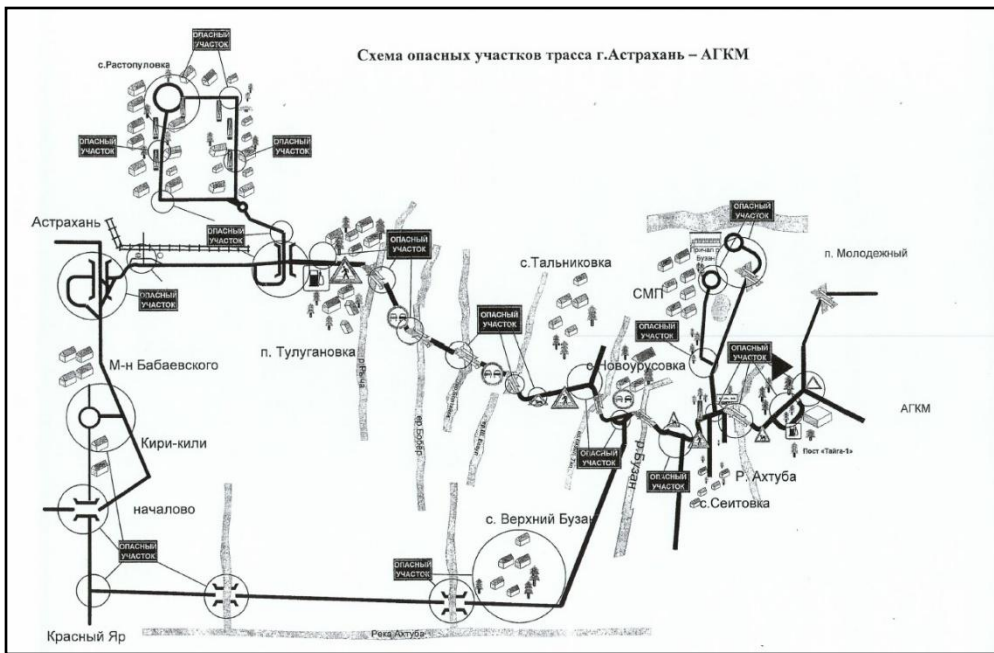 Схема опасных участков трасса г.Астрахань – АГКМ
ОПАСНЫЙ
УЧАСТОК
с.Растопуловка
ОПАСНЫЙ
УЧАСТОК
ОПАСНЫЙ
УЧАСТОК
Астрахань
ОПАСНЫЙ
УЧАСТОК
ОПАСНЫЙ
УЧАСТОК
ОПАСНЫЙ
УЧАСТОК
с.Тальниковка
п. Молодежный
СМП
ОПАСНЫЙ
УЧАСТОК
ОПАСНЫЙ
УЧАСТОК
п. Тулугановка
с.Новоурусовка
ОПАСНЫЙ
УЧАСТОК
ОПАСНЫЙ
УЧАСТОК
М-н Бабаевского
АГКМ
Кири-кили
Пост «Тайга-1»
Р. Ахтуба
ОПАСНЫЙ
УЧАСТОК
р.Бузан
с.Сеитовка
началово
с. Верхний Бузан
ОПАСНЫЙ
УЧАСТОК
ОПАСНЫЙ
УЧАСТОК
Красный Яр
Река Ахтуба